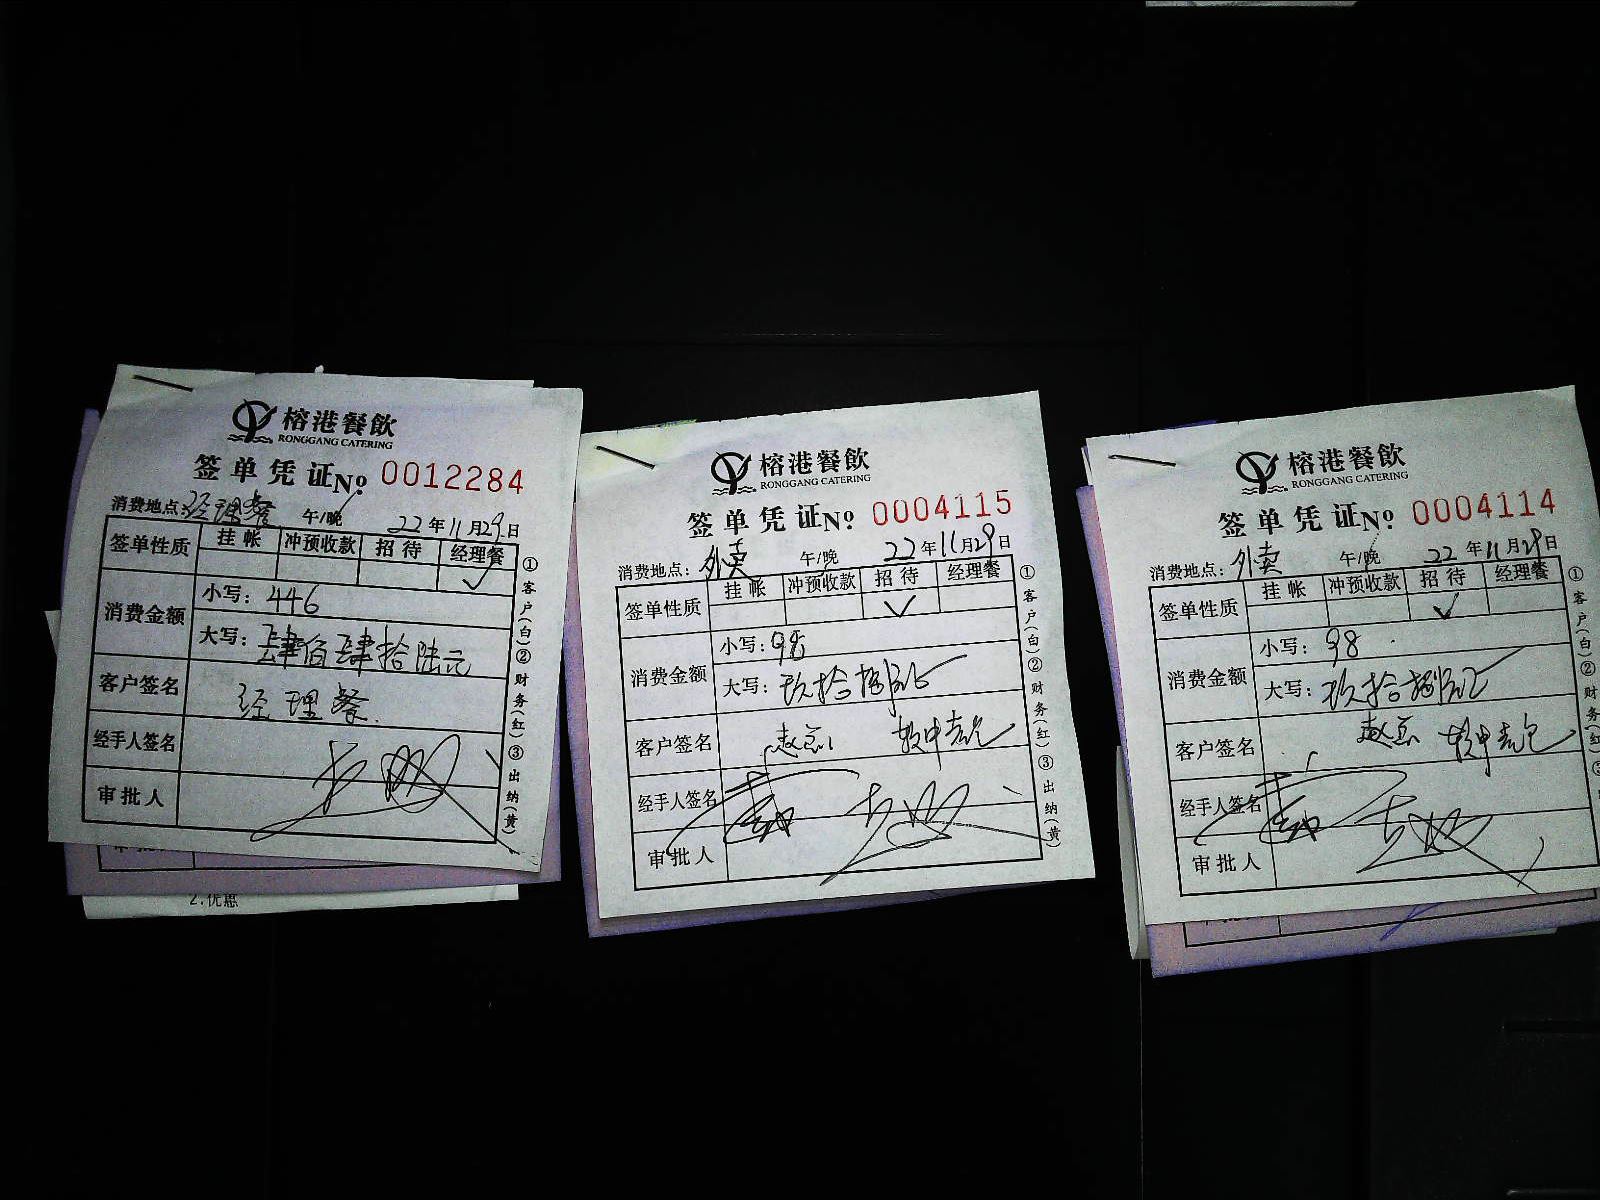 榕港餐飲
RONGGANG CATERING
签单凭证No 0012284
消费地点:经理餐 午/晚 22年11月29日
签单性质 挂帐 冲预收款 招待 经理餐
✓
消费金额 小写:446
大写:肆佰肆拾陆元
客户签名 经理餐
经手人签名
审批人
①客户(白)②财务(红)③出纳(黄)
2.优惠
榕港餐飲
RONGGANG CATERING
签单凭证No 0004115
消费地点:外卖 午/晚 22年11月29日
签单性质 挂帐 冲预收款 招待 经理餐
✓
消费金额 小写:98
大写:玖拾捌元
客户签名 赵
经手人签名
审批人
①客户(白)②财务(红)③出纳(黄)
榕港餐飲
RONGGANG CATERING
签单凭证No 0004114
消费地点:外卖 午/晚 22年11月29日
签单性质 挂帐 冲预收款 招待 经理餐
✓
消费金额 小写:98
大写:玖拾捌元
客户签名 赵
经手人签名
审批人
①客户(白)②财务(红